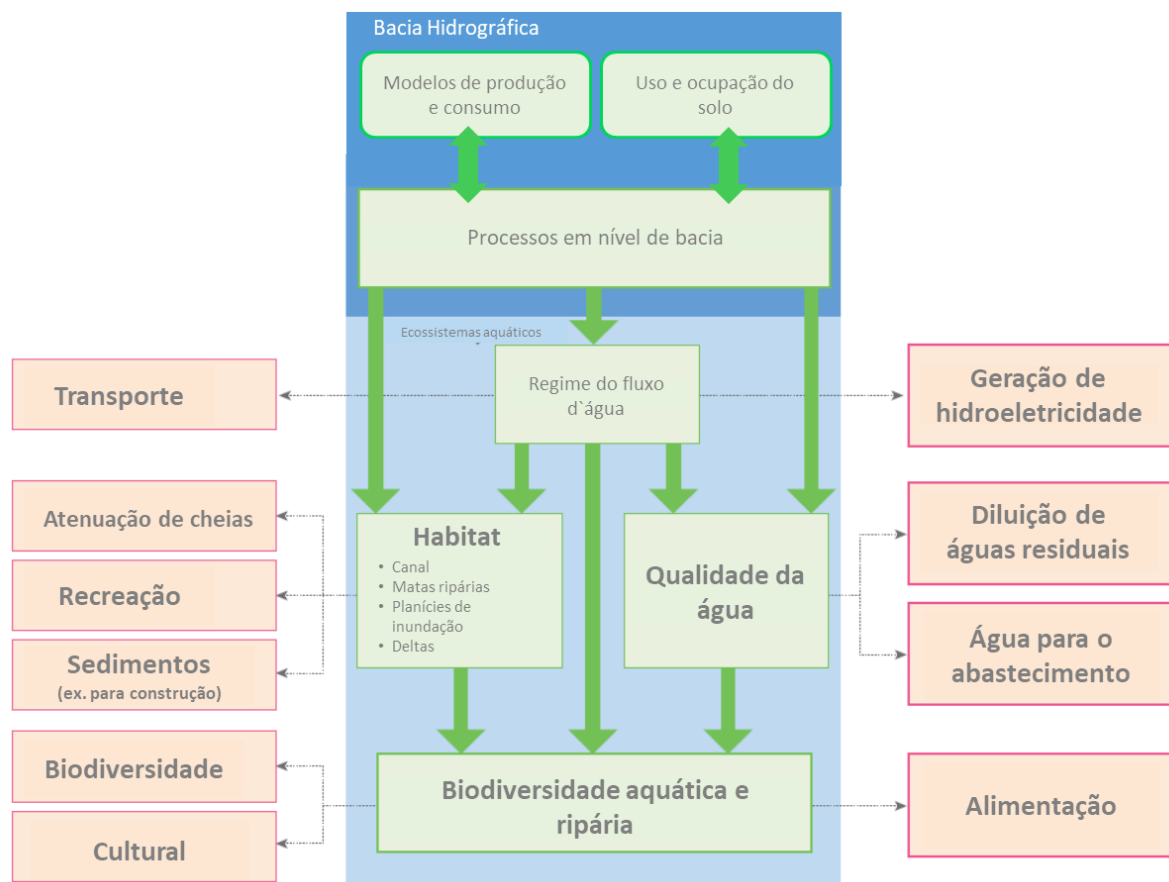 Bacia Hidrográfica
Modelos de produção
e consumo
Uso e ocupação do
solo
Processos em nível de bacia
Ecossistemas aquáticos
Regime do fluxo
d`água
Transporte
Geração de
hidroeletricidade
Atenuação de cheias
Recreação
Sedimentos
(ex. para construção)
Habitat
• Canal
• Matas ripárias
• Planícies de
inundação
• Deltas
Qualidade da
água
Diluição de
águas residuais
Água para o
abastecimento
Biodiversidade
Cultural
Biodiversidade aquática e
ripária
Alimentação